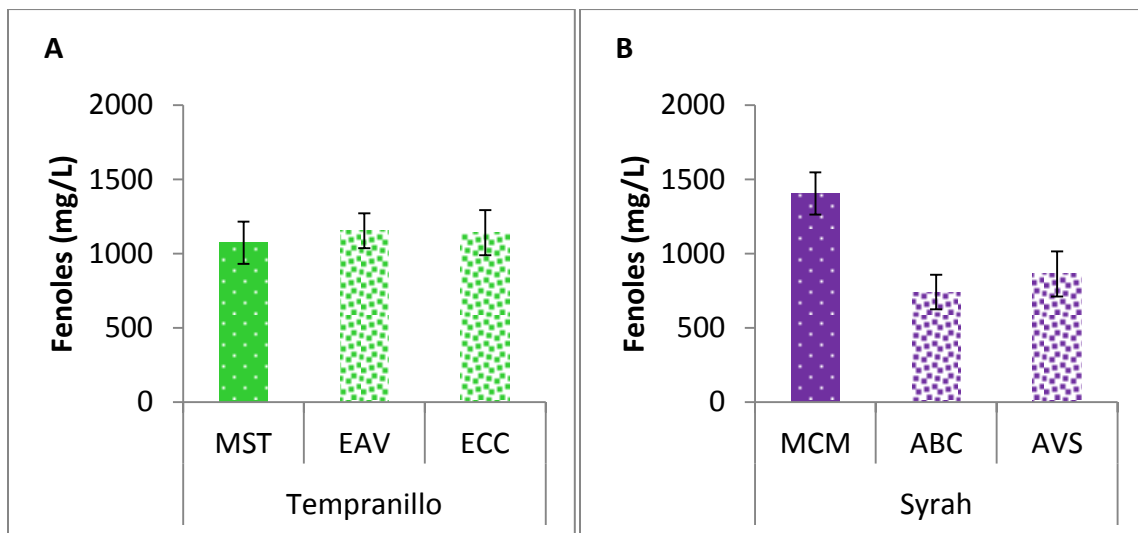 A
Fenoles (mg/L)
2000
1500
1000
500
0
MST EAV ECC
Tempranillo
B
Fenoles (mg/L)
2000
1500
1000
500
0
MCM ABC AVS
Syrah